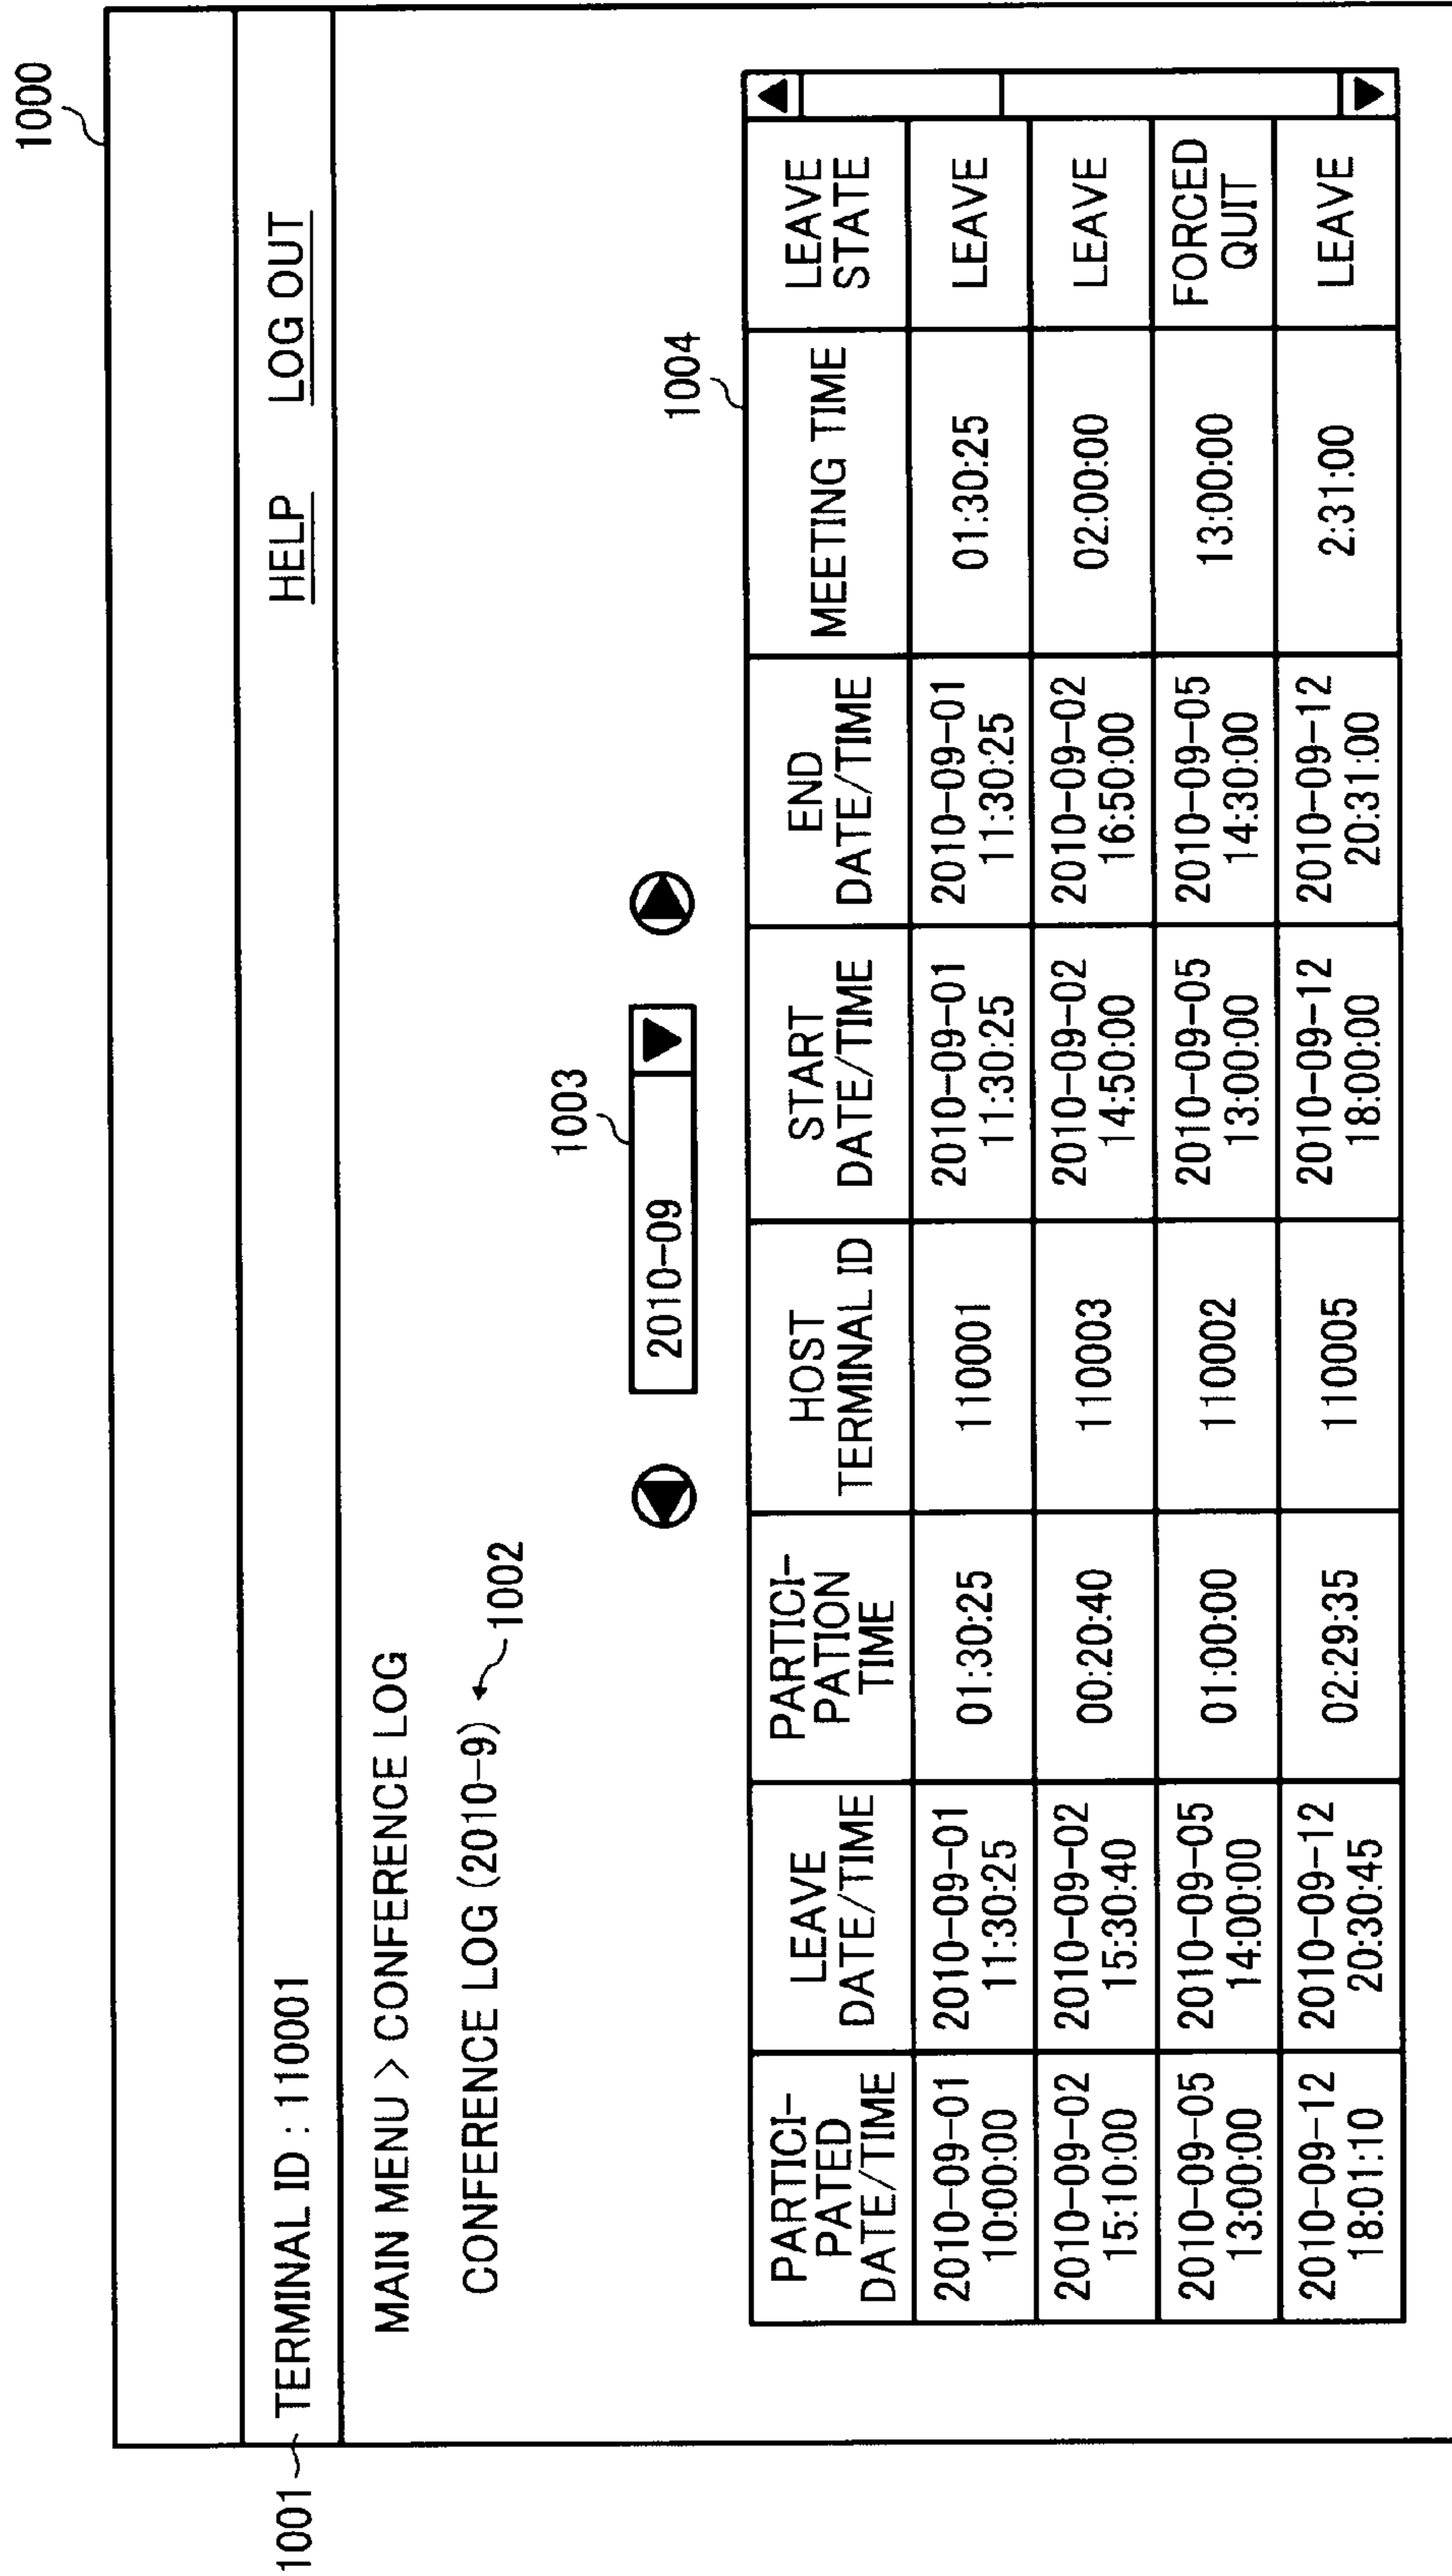 1000
1001
TERMINAL ID : 110001
HELP
LOG OUT
MAIN MENU > CONFERENCE LOG
CONFERENCE LOG (2010-9)
1002
1003
2010-09
1004
PARTICI-
PATED
DATE/TIME
LEAVE
DATE/TIME
PARTICI-
PATION
TIME
HOST
TERMINAL ID
START
DATE/TIME
END
DATE/TIME
MEETING TIME
LEAVE
STATE
2010-09-01
10:00:00
2010-09-01
11:30:25
01:30:25
110001
2010-09-01
11:30:25
2010-09-01
11:30:25
01:30:25
LEAVE
2010-09-02
15:10:00
2010-09-02
15:30:40
00:20:40
110003
2010-09-02
14:50:00
2010-09-02
16:50:00
02:00:00
LEAVE
2010-09-05
13:00:00
2010-09-05
14:00:00
01:00:00
110002
2010-09-05
13:00:00
2010-09-05
14:30:00
13:00:00
FORCED
QUIT
2010-09-12
18:01:10
2010-09-12
20:30:45
02:29:35
110005
2010-09-12
18:00:00
2010-09-12
20:31:00
2:31:00
LEAVE